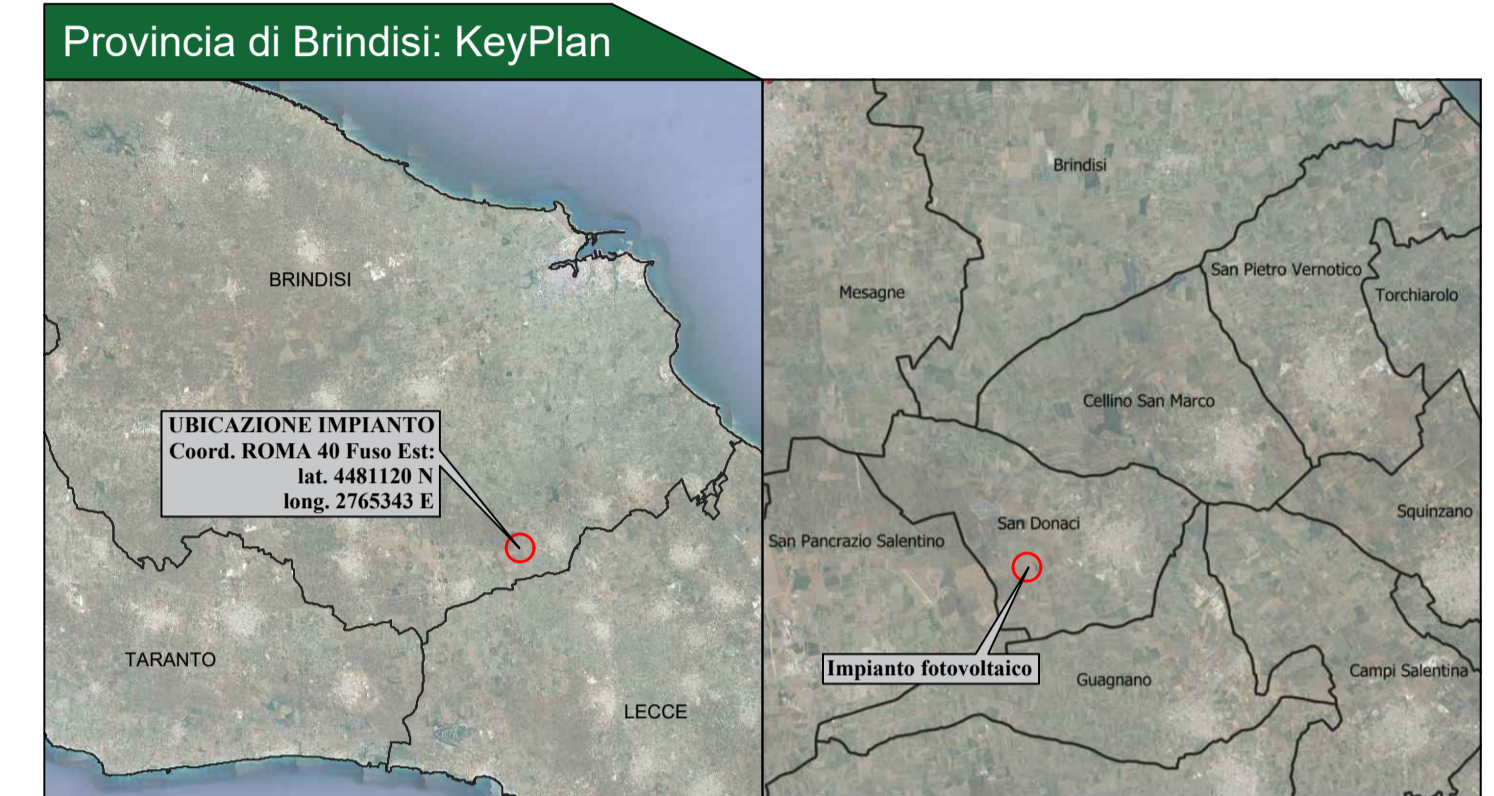 Provincia di Brindisi: KeyPlan
BRINDISI
UBICAZIONE IMPIANTO
Coord. ROMA 40 Fuso Est:
lat. 4481120 N
long. 2765343 E
TARANTO
LECCE
Brindisi
San Pietro Vernotico
Mesagne
Torchiarolo
Cellino San Marco
Squinzano
San Donaci
San Pancrazio Salentino
Impianto fotovoltaico
Guagnano
Campi Salentina